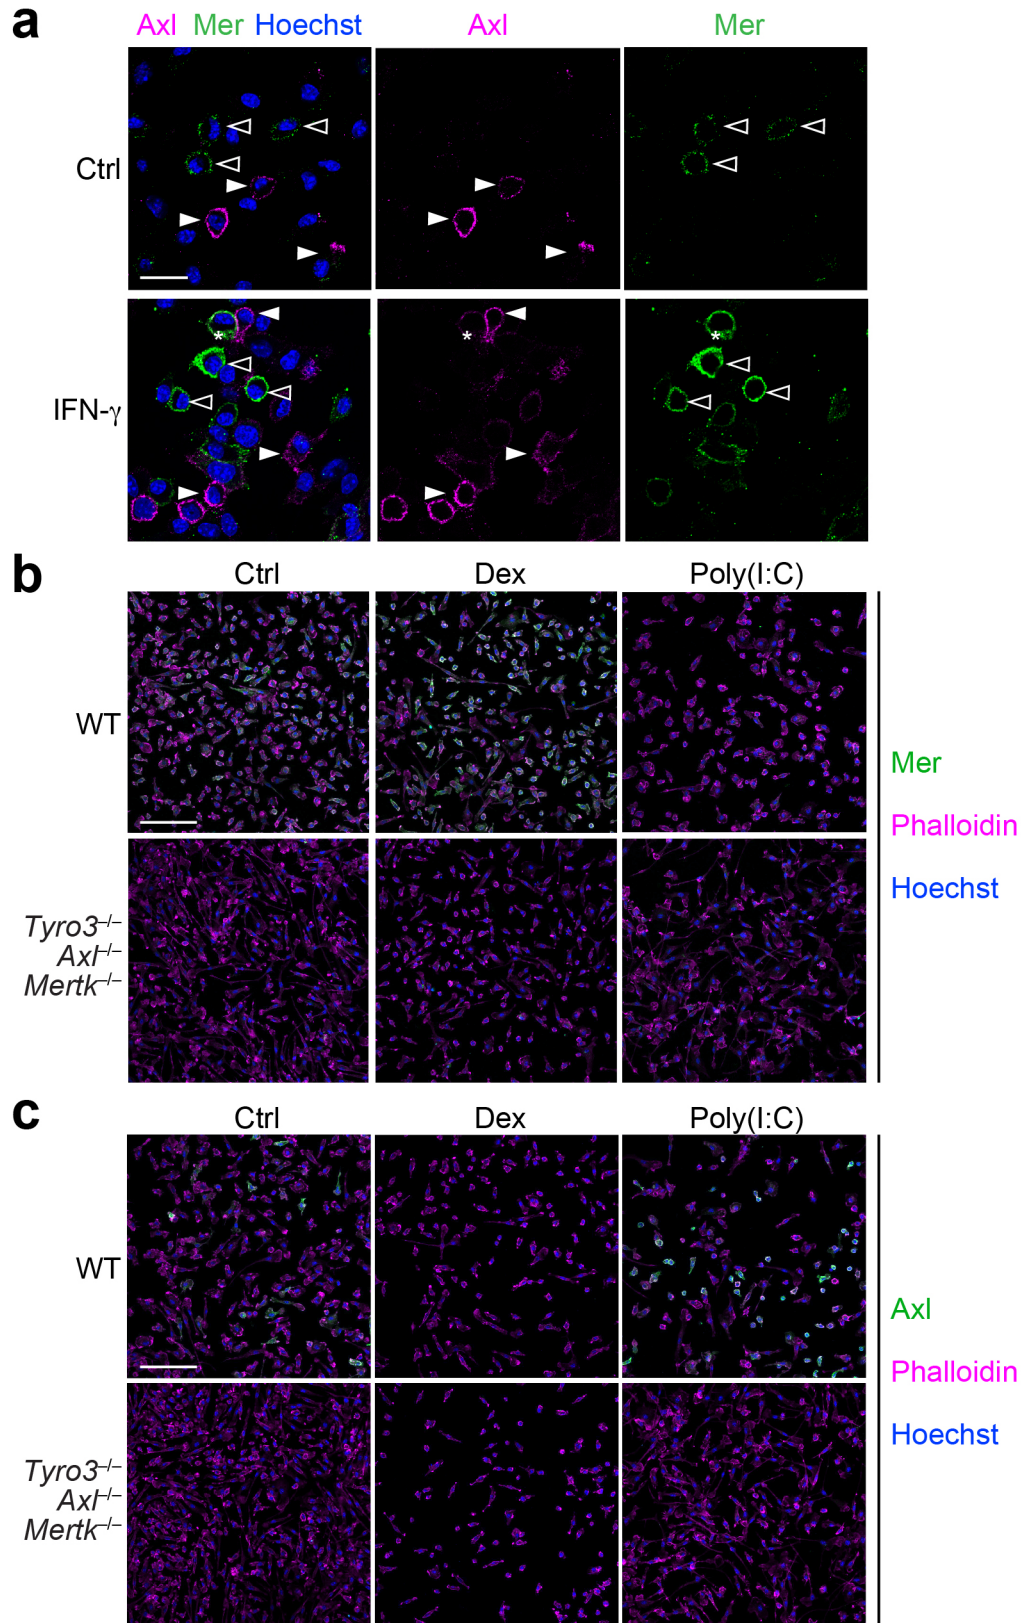 a
Axl Mer Hoechst
Axl
Mer
Ctrl
*
*
*
IFN-γ
b
Ctrl
Dex
Poly(I:C)
WT
Mer
Phalloidin
Hoechst
Tyro3–/–
Axl–/–
Mertk–/–
c
Ctrl
Dex
Poly(I:C)
WT
Axl
Phalloidin
Hoechst
Tyro3–/–
Axl–/–
Mertk–/–